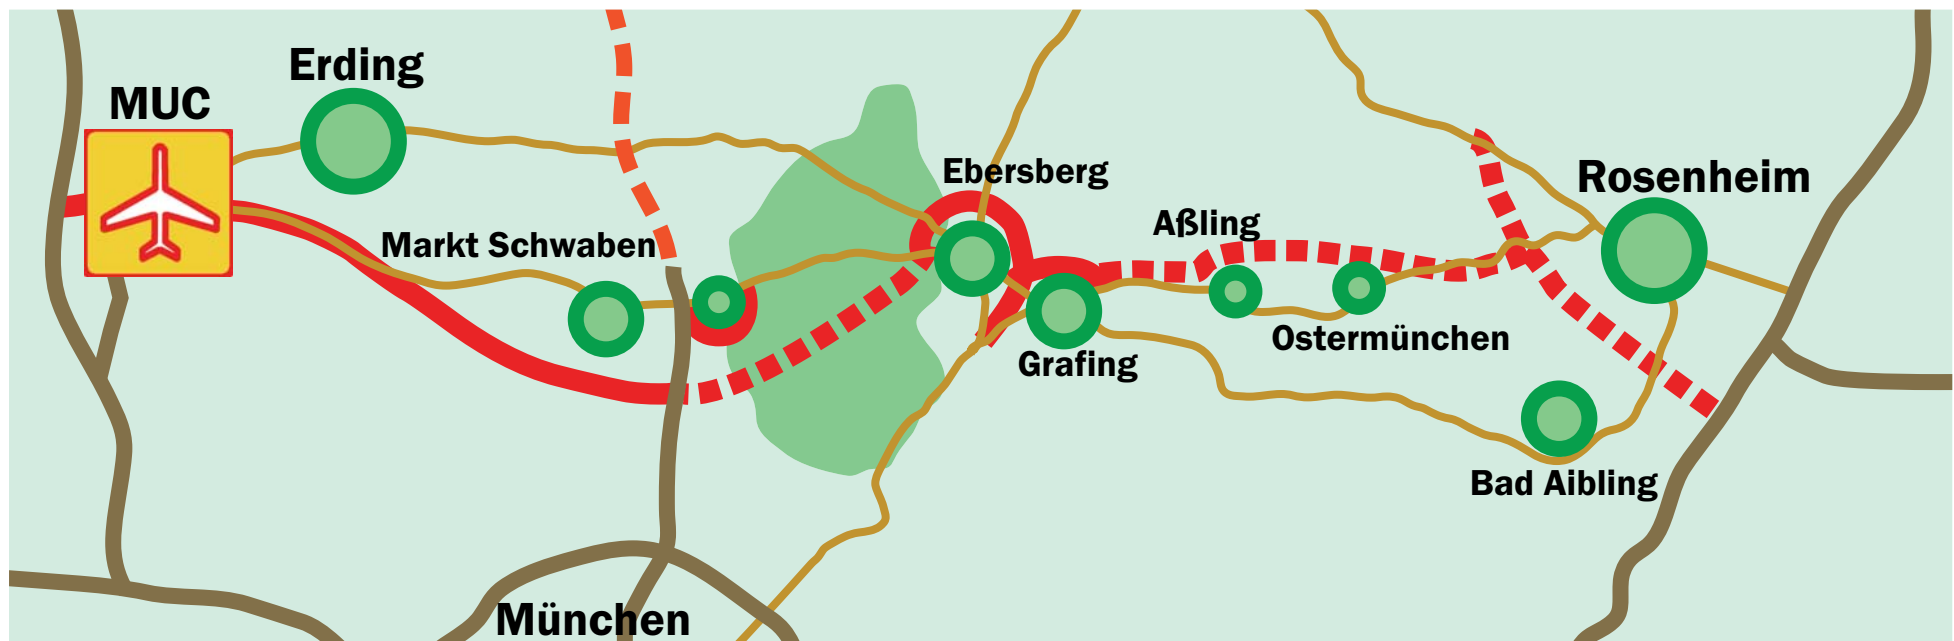 Erding
MUC
Ebersberg
Rosenheim
Aßling
Markt Schwaben
Ostermünchen
Grafing
Bad Aibling
München